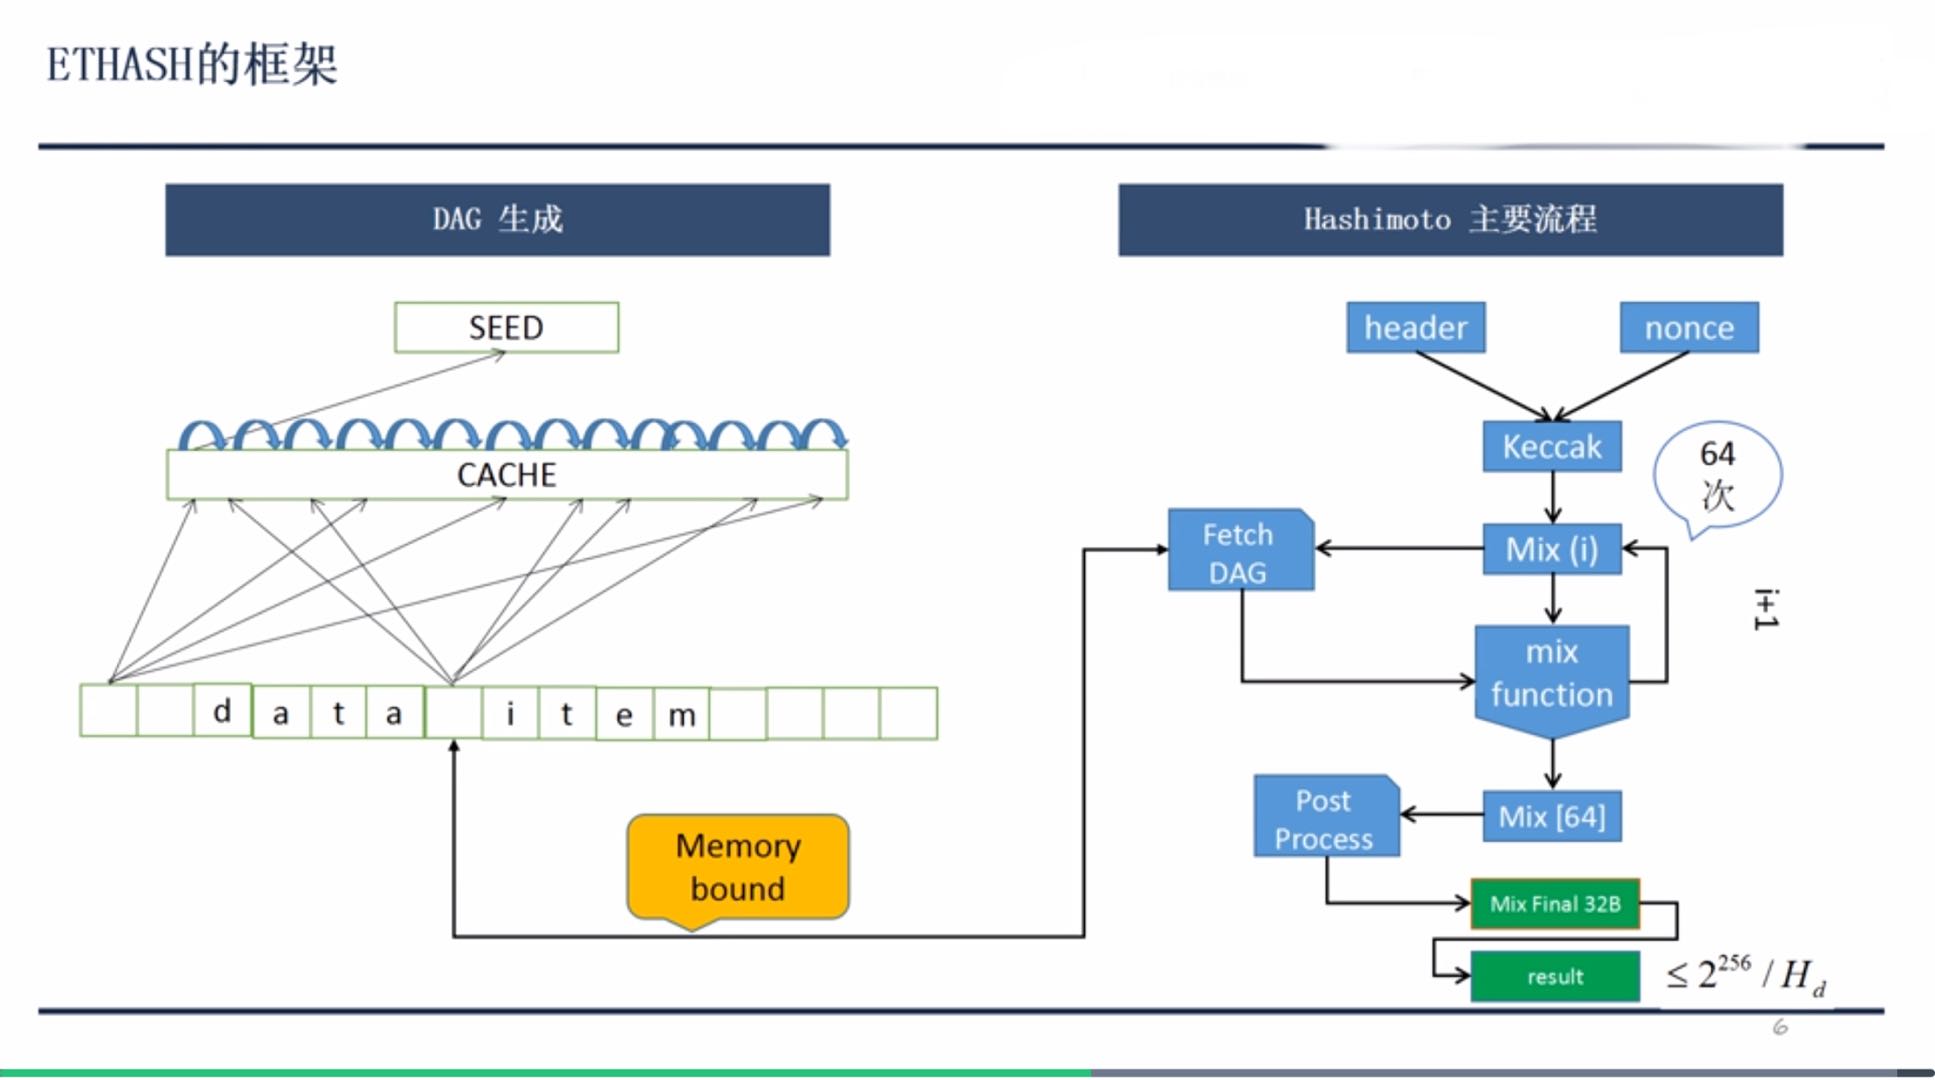 ETHASH的框架
DAG 生成
SEED
CACHE
d a t a i t e m
Memory
bound
Hashimoto 主要流程
header
nonce
Keccak
64
次
Fetch
DAG
Mix (i)
i+1
mix
function
Post
Process
Mix [64]
Mix Final 32B
result
≤ 2^256 / H_d
6